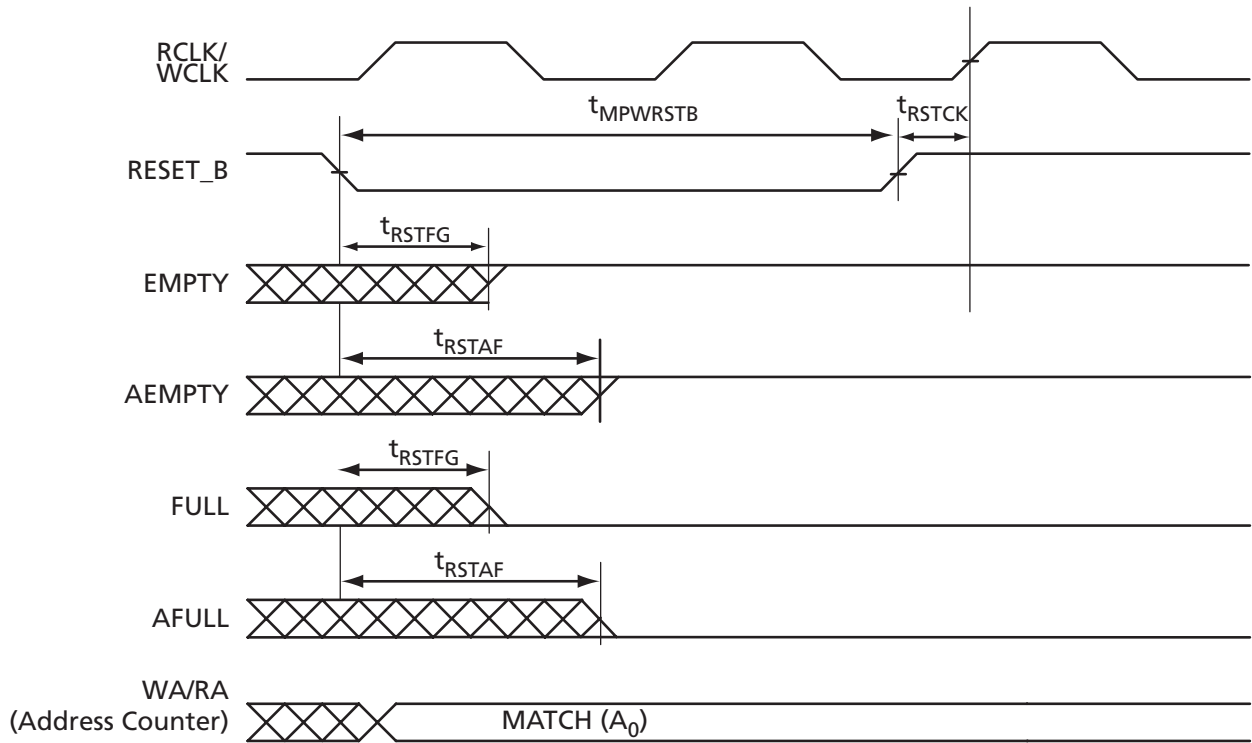 RCLK/
WCLK
tMPWRSTB
tRSTCK
RESET_B
tRSTFG
EMPTY
tRSTAF
AEMPTY
tRSTFG
FULL
tRSTAF
AFULL
WA/RA
(Address Counter)
MATCH (A0)